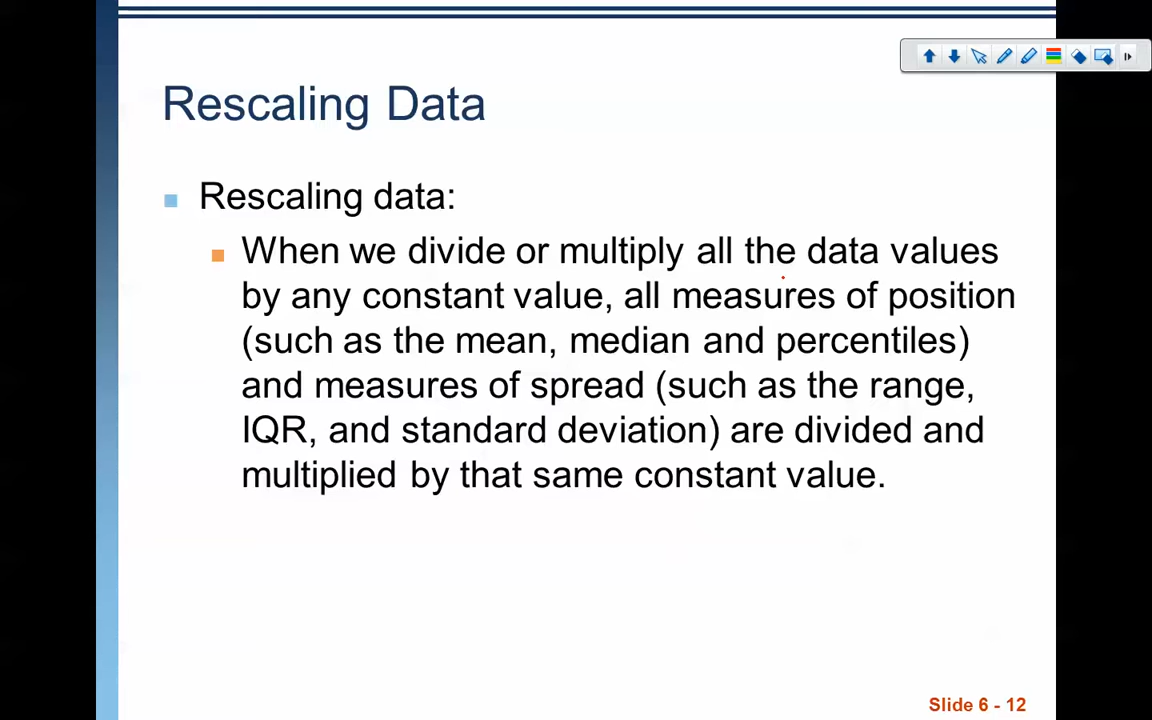 Rescaling Data
Rescaling data:
When we divide or multiply all the data values
by any constant value, all measures of position
(such as the mean, median and percentiles)
and measures of spread (such as the range,
IQR, and standard deviation) are divided and
multiplied by that same constant value.
Slide 6 - 12